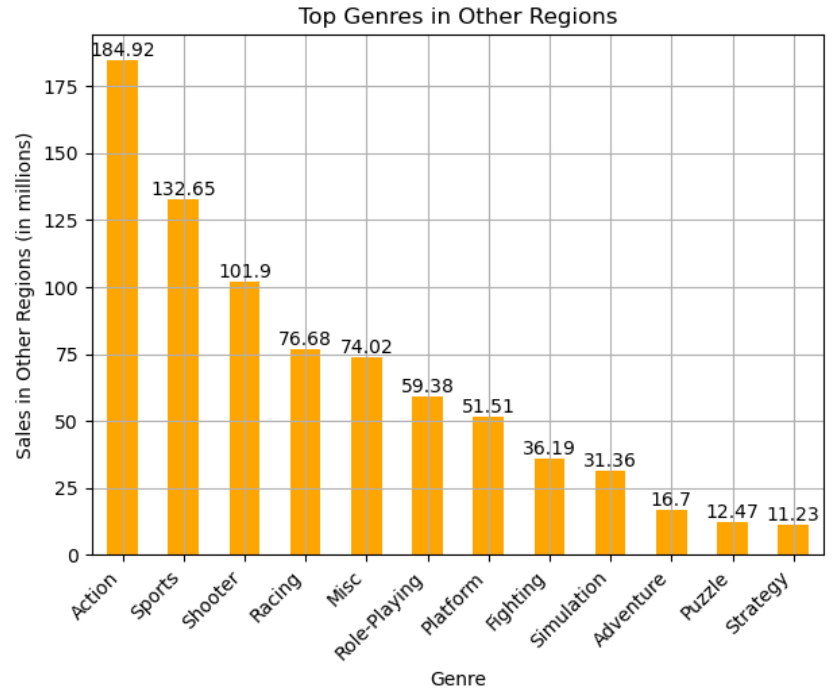 Top Genres in Other Regions
184.92
175
150
132.65
125
101.9
100
76.68
74.02
75
59.38
51.51
50
36.19
31.36
25
16.7
12.47
11.23
0
Sales in Other Regions (in millions)
Action
Sports
Shooter
Racing
Misc
Role-Playing
Platform
Fighting
Simulation
Adventure
Puzzle
Strategy
Genre